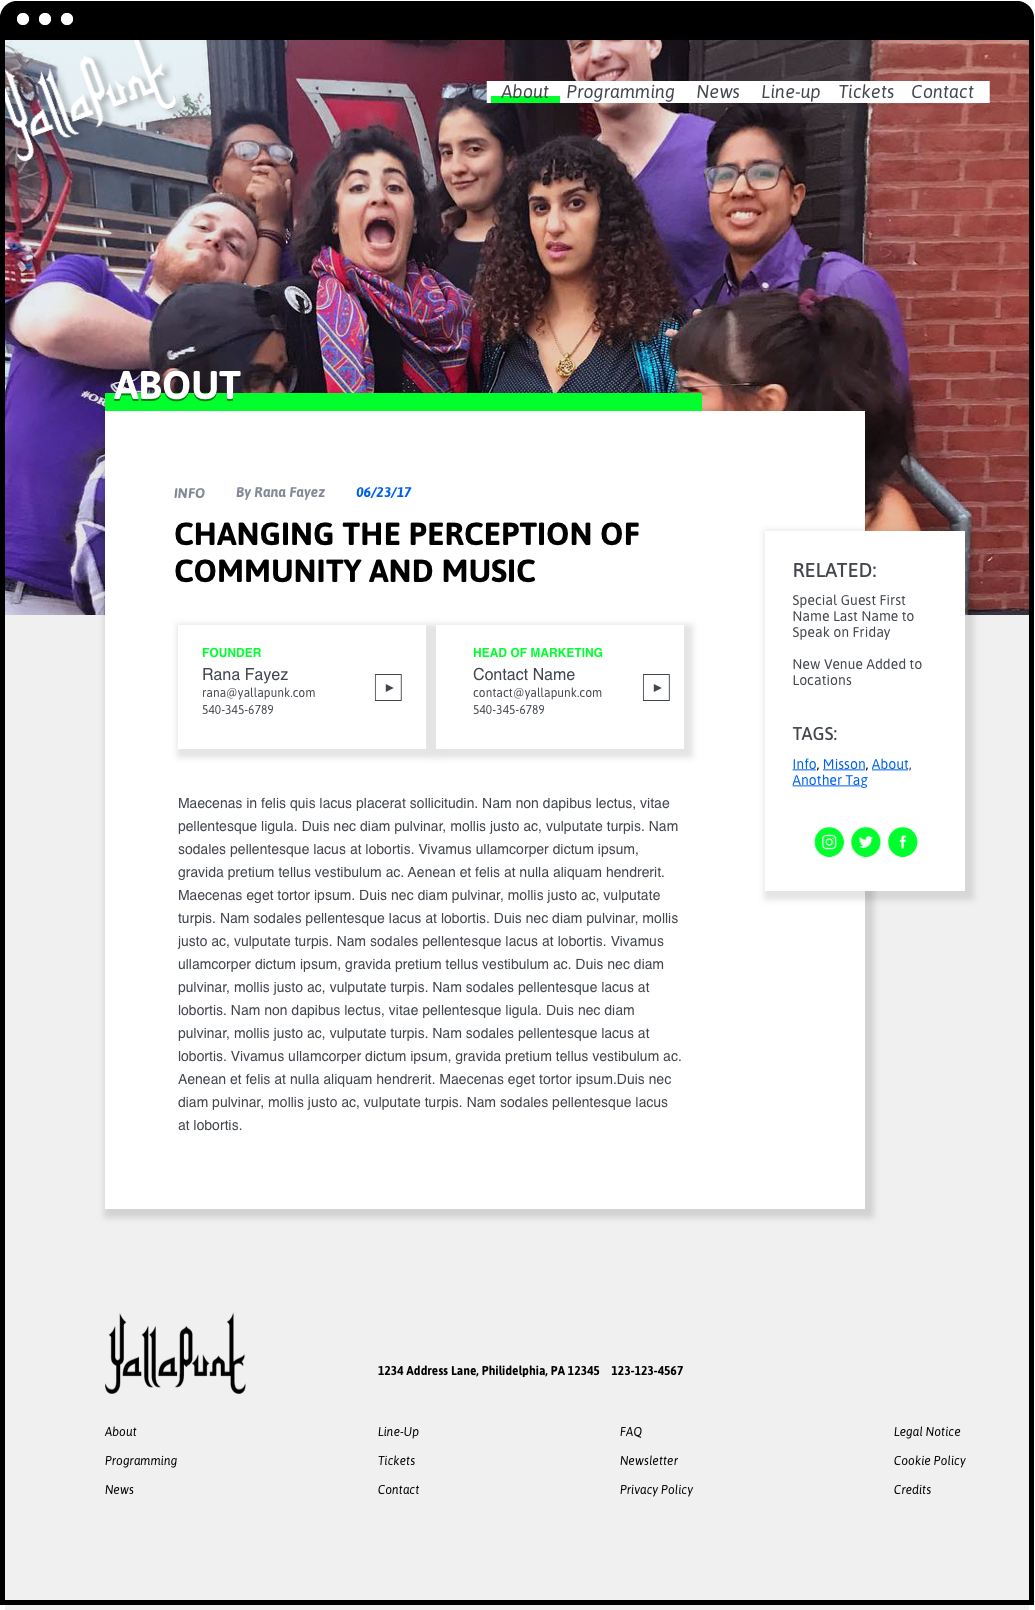 YallaPunk
About Programming News Line-up Tickets Contact
#OR
ABOUT
INFO By Rana Fayez 06/23/17
CHANGING THE PERCEPTION OF
COMMUNITY AND MUSIC
FOUNDER
Rana Fayez
rana@yallapunk.com
540-345-6789
HEAD OF MARKETING
Contact Name
contact@yallapunk.com
540-345-6789
Maecenas in felis quis lacus placerat sollicitudin. Nam non dapibus lectus, vitae
pellentesque ligula. Duis nec diam pulvinar, mollis justo ac, vulputate turpis. Nam
sodales pellentesque lacus at lobortis. Vivamus ullamcorper dictum ipsum,
gravida pretium tellus vestibulum ac. Aenean et felis at nulla aliquam hendrerit.
Maecenas eget tortor ipsum. Duis nec diam pulvinar, mollis justo ac, vulputate
turpis. Nam sodales pellentesque lacus at lobortis. Duis nec diam pulvinar, mollis
justo ac, vulputate turpis. Nam sodales pellentesque lacus at lobortis. Vivamus
ullamcorper dictum ipsum, gravida pretium tellus vestibulum ac. Duis nec diam
pulvinar, mollis justo ac, vulputate turpis. Nam sodales pellentesque lacus at
lobortis. Nam non dapibus lectus, vitae pellentesque ligula. Duis nec diam
pulvinar, mollis justo ac, vulputate turpis. Nam sodales pellentesque lacus at
lobortis. Vivamus ullamcorper dictum ipsum, gravida pretium tellus vestibulum ac.
Aenean et felis at nulla aliquam hendrerit. Maecenas eget tortor ipsum.Duis nec
diam pulvinar, mollis justo ac, vulputate turpis. Nam sodales pellentesque lacus
at lobortis.
RELATED:
Special Guest First
Name Last Name to
Speak on Friday
New Venue Added to
Locations
TAGS:
Info, Misson, About,
Another Tag
YallaPunk
1234 Address Lane, Philidelphia, PA 12345 123-123-4567
About
Programming
News
Line-Up
Tickets
Contact
FAQ
Newsletter
Privacy Policy
Legal Notice
Cookie Policy
Credits